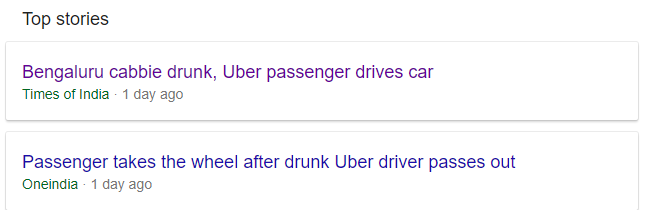 Top stories
Bengaluru cabbie drunk, Uber passenger drives car
Times of India · 1 day ago
Passenger takes the wheel after drunk Uber driver passes out
Oneindia · 1 day ago